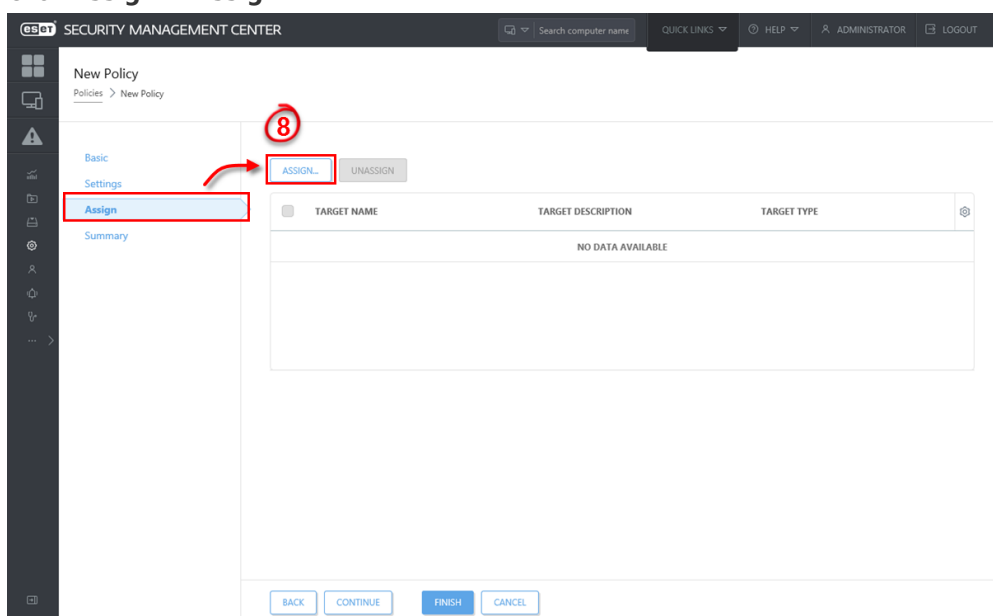 eset SECURITY MANAGEMENT CENTER Search computer name QUICK LINKS HELP ADMINISTRATOR LOGOUT
New Policy
Policies > New Policy
8
Basic
ASSIGN... UNASSIGN
Settings
Assign
TARGET NAME TARGET DESCRIPTION TARGET TYPE
Summary
NO DATA AVAILABLE
BACK CONTINUE FINISH CANCEL